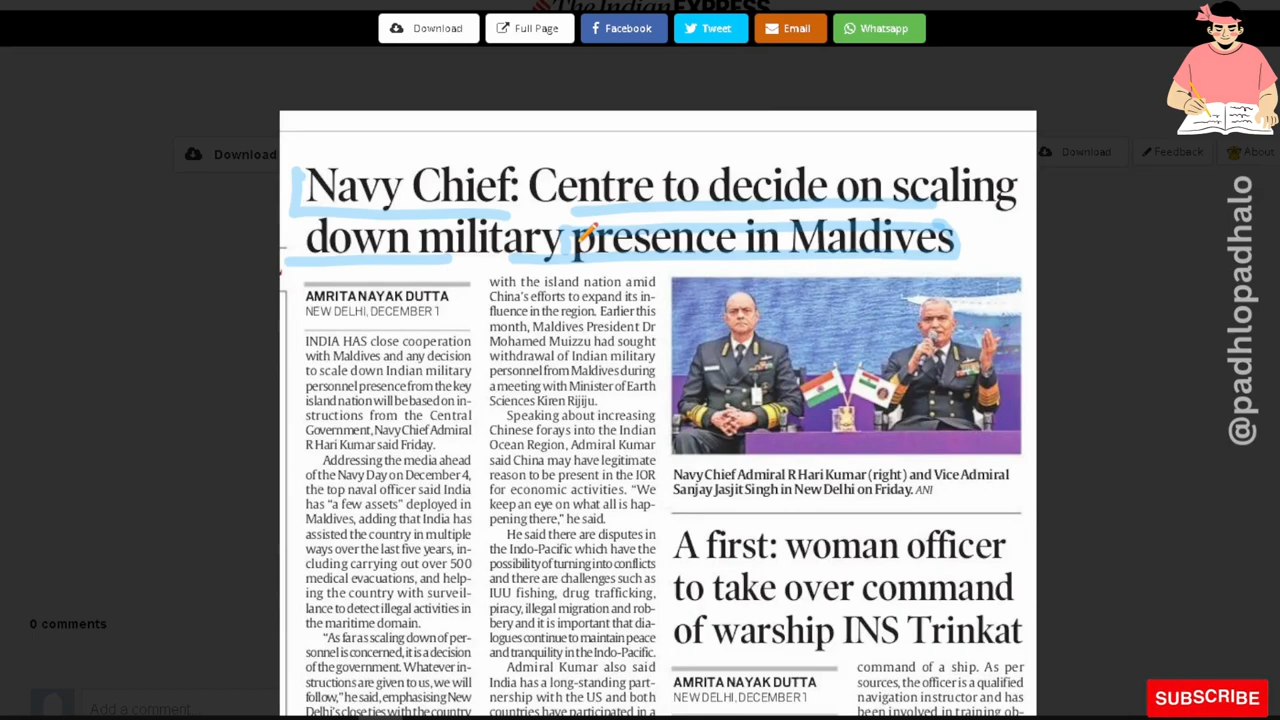 The Indian EXPRESS
Download
Full Page
Facebook
Tweet
Email
Whatsapp
Download
Download
Feedback
About
Navy Chief: Centre to decide on scaling
down military presence in Maldives
AMRITA NAYAK DUTTA
NEW DELHI, DECEMBER 1
INDIA HAS close cooperation
with Maldives and any decision
to scale down Indian military
personnel presence from the key
island nation will be based on in-
structions from the Central
Government, Navy Chief Admiral
R Hari Kumar said Friday.
Addressing the media ahead
of the Navy Day on December 4,
the top naval officer said India
has "a few assets" deployed in
Maldives, adding that India has
assisted the country in multiple
ways over the last five years, in-
cluding carrying out over 500
medical evacuations, and help-
ing the country with surveil-
lance to detect illegal activities in
the maritime domain.
"As far as scaling down of per-
sonnel is concerned, it is a decision
of the government. Whatever in-
structions are given to us, we will
follow," he said, emphasising New
Delhi's close ties with the country
with the island nation amid
China's efforts to expand its in-
fluence in the region. Earlier this
month, Maldives President Dr
Mohamed Muizzu had sought
withdrawal of Indian military
personnel from Maldives during
a meeting with Minister of Earth
Sciences Kiren Rijiju.
Speaking about increasing
Chinese forays into the Indian
Ocean Region, Admiral Kumar
said China may have legitimate
reason to be present in the IOR
for economic activities. "We
keep an eye on what all is hap-
pening there," he said.
He said there are disputes in
the Indo-Pacific which have the
possibility of turning into conflicts
and there are challenges such as
IUU fishing, drug trafficking,
piracy, illegal migration and rob-
bery and it is important that dia-
logues continue to maintain peace
and tranquility in the Indo-Pacific.
Admiral Kumar also said
India has a long-standing part-
nership with the US and both
countries have participated in a
Navy Chief Admiral R Hari Kumar (right) and Vice Admiral
Sanjay Jasjit Singh in New Delhi on Friday. ANI
A first: woman officer
to take over command
of warship INS Trinkat
AMRITA NAYAK DUTTA
NEW DELHI, DECEMBER 1
command of a ship. As per
sources, the officer is a qualified
navigation instructor and has
been involved in training ob-
0 comments
Add a comment
@padhlopadhalo
SUBSCRIBE